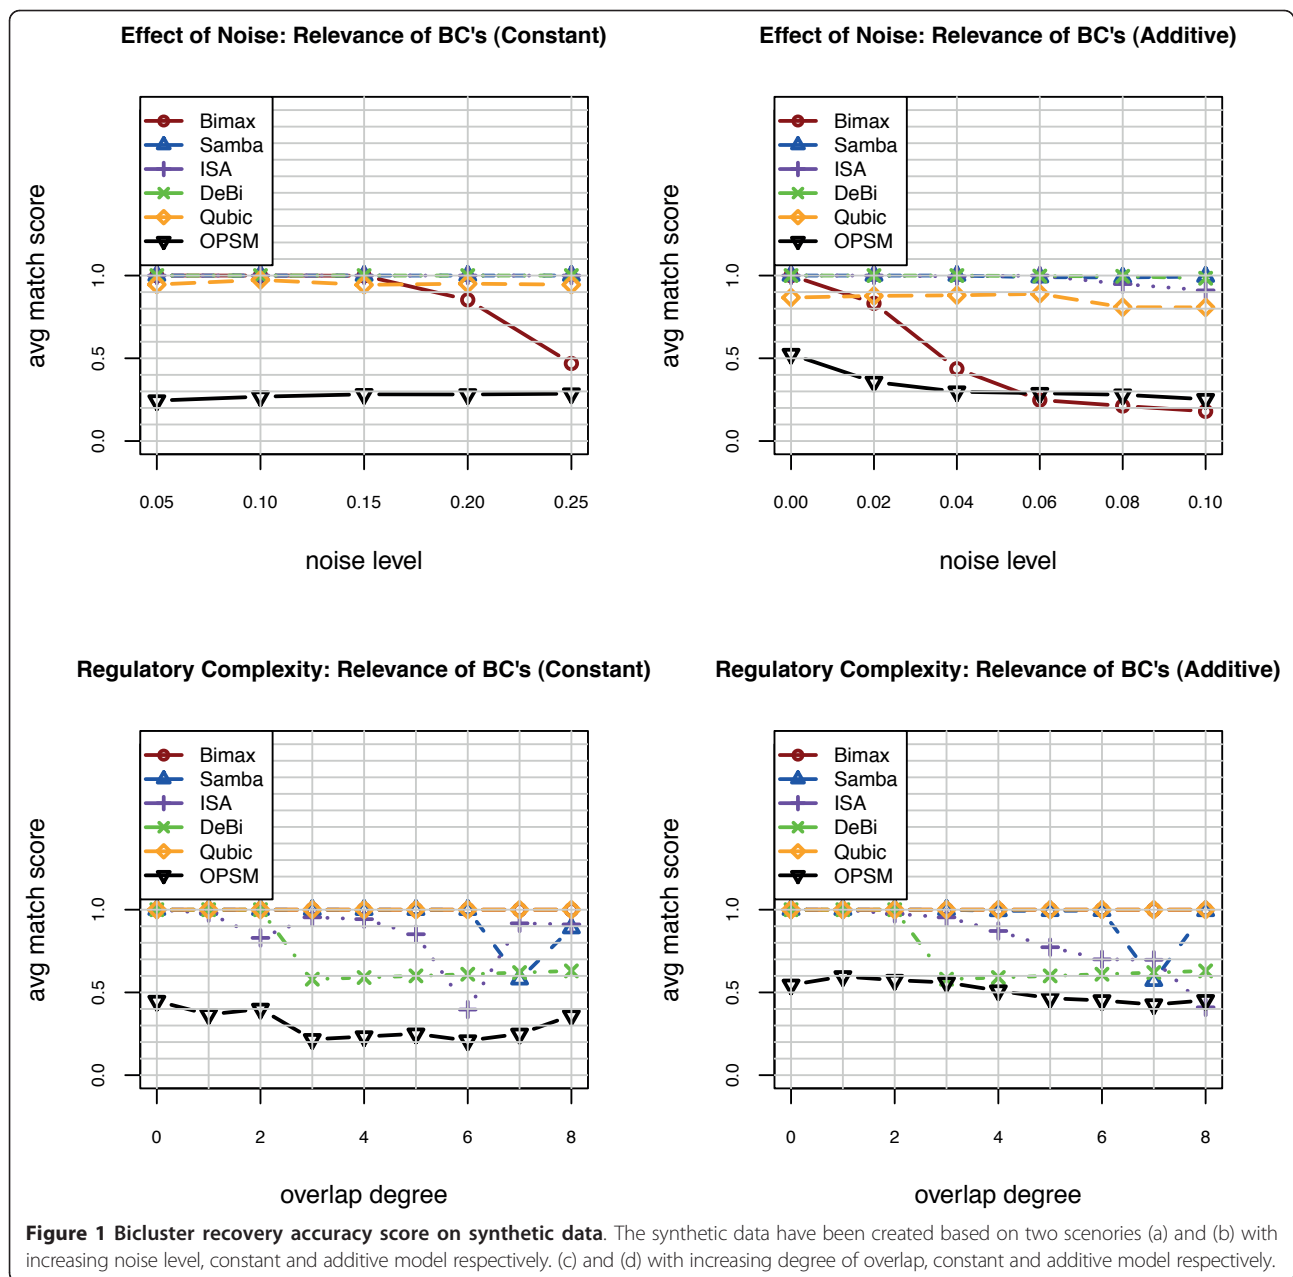 Effect of Noise: Relevance of BC's (Constant)
Bimax
Samba
ISA
DeBi
Qubic
OPSM
avg match score
1.0
0.5
0.0
0.05 0.10 0.15 0.20 0.25
noise level
Effect of Noise: Relevance of BC's (Additive)
Bimax
Samba
ISA
DeBi
Qubic
OPSM
avg match score
1.0
0.5
0.0
0.00 0.02 0.04 0.06 0.08 0.10
noise level
Regulatory Complexity: Relevance of BC's (Constant)
Bimax
Samba
ISA
DeBi
Qubic
OPSM
avg match score
1.0
0.5
0.0
0 2 4 6 8
overlap degree
Regulatory Complexity: Relevance of BC's (Additive)
Bimax
Samba
ISA
DeBi
Qubic
OPSM
avg match score
1.0
0.5
0.0
0 2 4 6 8
overlap degree
Figure 1 Bicluster recovery accuracy score on synthetic data. The synthetic data have been created based on two scenories (a) and (b) with
increasing noise level, constant and additive model respectively. (c) and (d) with increasing degree of overlap, constant and additive model respectively.